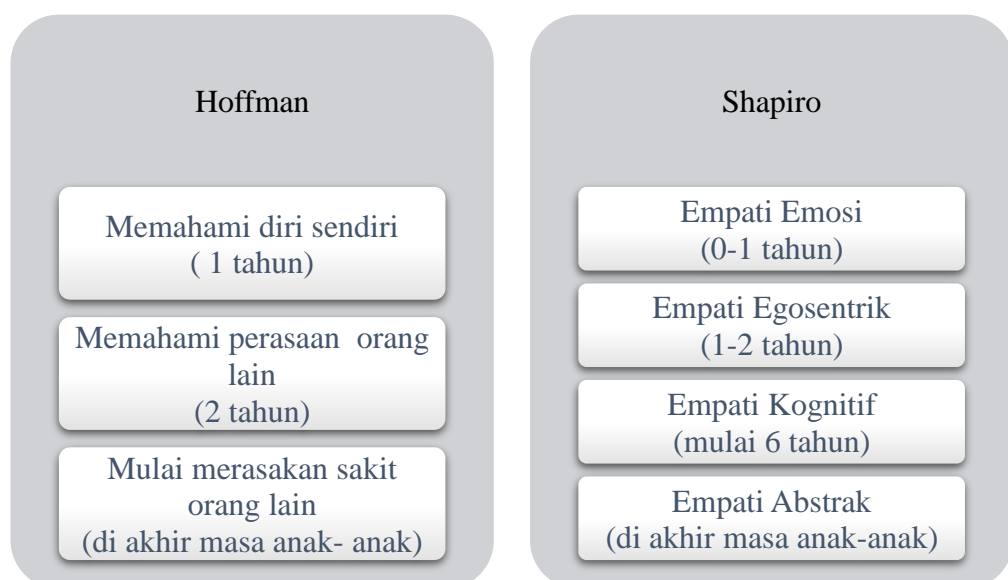 Hoffman
Memahami diri sendiri
( 1 tahun)
Memahami perasaan orang
lain
(2 tahun)
Mulai merasakan sakit
orang lain
(di akhir masa anak- anak)
Shapiro
Empati Emosi
(0-1 tahun)
Empati Egosentrik
(1-2 tahun)
Empati Kognitif
(mulai 6 tahun)
Empati Abstrak
(di akhir masa anak-anak)